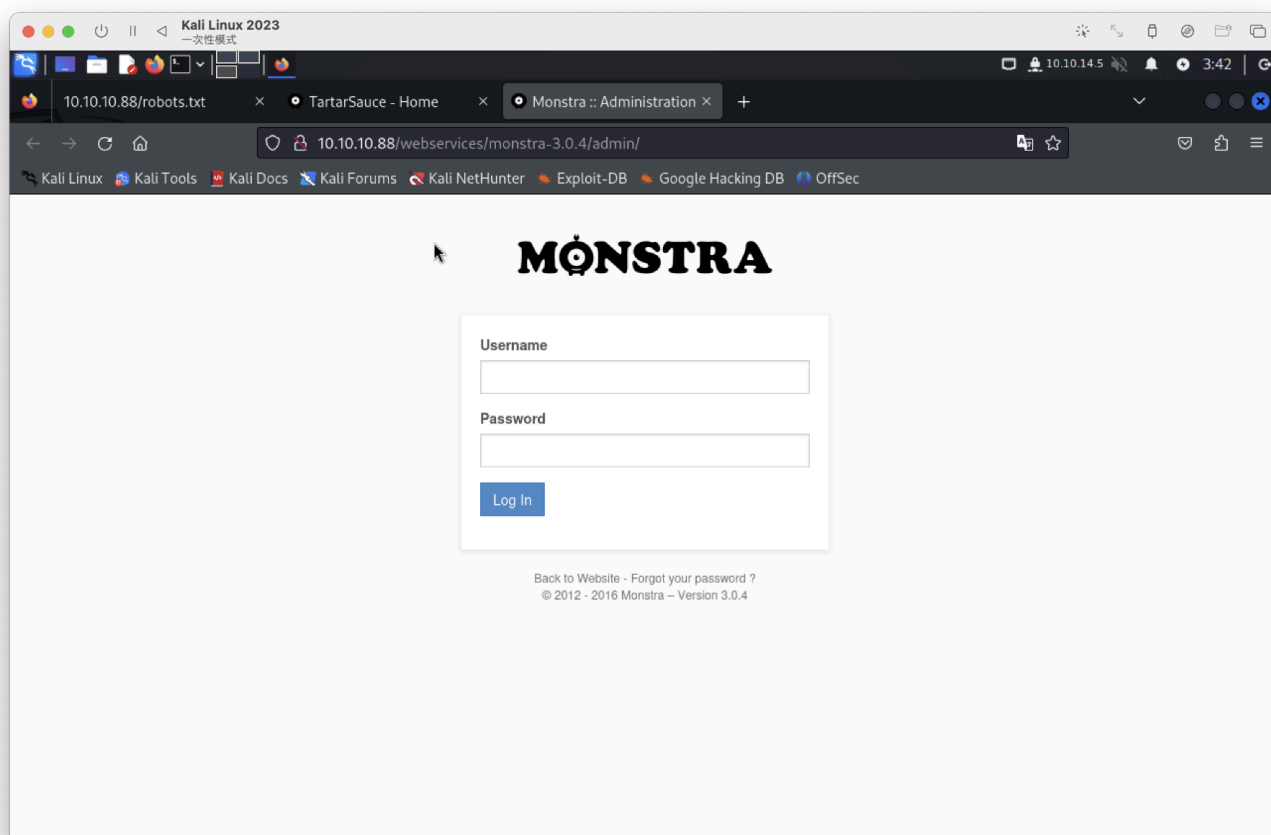 Kali Linux 2023
一次性模式
10.10.14.5 3:42
10.10.10.88/robots.txt TartarSauce - Home Monstra :: Administration
10.10.10.88/webservices/monstra-3.0.4/admin/
Kali Linux Kali Tools Kali Docs Kali Forums Kali NetHunter Exploit-DB Google Hacking DB OffSec
MONSTRA
Username
Password
Log In
Back to Website - Forgot your password ?
© 2012 - 2016 Monstra – Version 3.0.4